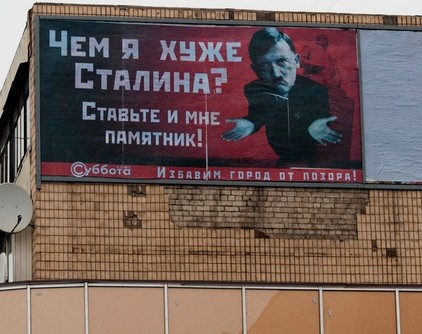 Чем я хуже
Сталина?
Ставьте и мне
памятник!
Суббота Избавим город от позора!